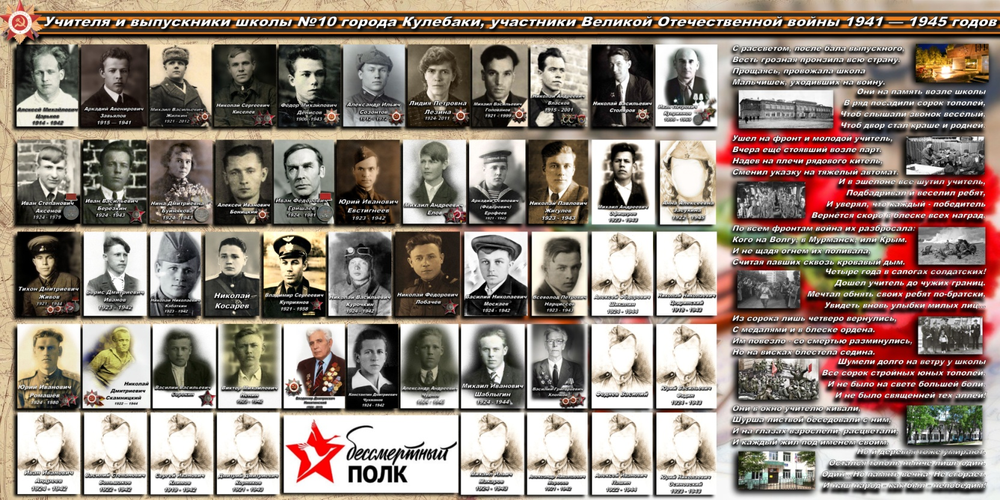 Учителя и выпускники школы №10 города Кулебаки, участники Великой Отечественной войны 1941 — 1945 годов
Алексей Михайлович
Царьков
1914 - 1942
Аркадий Авенирович
Завьялов
1915 — 1941
Михаил Васильевич
Жилкин
1921 - 2012
Николай Сергеевич
Киселев
Федор Михайлович
Денисов
1906 -1943
Александр Ильич
Созонтов
1912 - 1972
Лидия Петровна
Лезина
1924- 2011
Михаил Васильевич
Голованов
1921 - 1999
Николай Андреевич
Власков
1915 - 2001
Николай Васильевич
Столяров
Иван Петрович
Куприянов
1899 - 1969
Иван Степанович
Аксенов
1924 - 1979
Иван Васильевич
Березкин
1924 - 1943
Нина Дмитриевна
Буйнякова
1924 - 1943
Алексей Иванович
Боницкий
Иван Федорович
Гришаев
1924 - 1981
Юрий Иванович
Евстигнеев
1923 - 1942
Михаил Андреевич
Елов
Аркадий Осипович
(Фёдорович)
Ерофеев
1921 - 1942
Николай Павлович
Жигулев
1923 - 1943
Михаил Андреевич
Офицеров
1923 - 1943
Анна Алексеевна
Засухина
1922 - 1945
Тихон Дмитриевич
Живов
1921 - 1944
Борис Дмитриевич
Иванов
1923 - 1942
Николай Николаевич
Кабаткин
1923 - 1942
Николай
Косарев
Владимир Сергеевич
Куприянов
1921 - 1958
Николай Васильевич
Курочкин
1924 - 1942
Николай Федорович
Лобачёв
Василий Николаевич
Москаев
1924 - 1942
Всеволод Петрович
Нарциссов
1923 - 1943
Алексей Фёдорович
Шакалин
1924 - 1944
Николай Николаевич
1918 - 1943
Юрий Иванович
Ромашёв
1924 - 1980
Николай
Дмитриевич
Скамницкий
1922 — 1944
Василий Васильевич
Сорокин
Виктор Михайлович
Ненин
1923 - 1942
Владимир Дмитриевич
Константин Дмитриевич
Чухманов
1924 - 1942
Александр Андреевич
Чуднов
Михаил Иванович
Шаблыгин
1924 - 1944
Василий Григорьевич
Хлопков
Федяев Василий
Юрий Васильевич
Фадин
1924 - 1943
Иван Иванович
Андреев
1924 - 1942
Василий Степанович
Большаков
1922 - 1942
Сергей Иванович
Климов
1919 - 1942
Дмитрий Дмитриевич
Корняков
1921 - 1943
бессмертный
ПОЛК
Михаил Ильич
Макаров
1924 - 1943
Александр Николаевич
Морозов
1921 - 1942
Алексей Иванович
Пашин
1922 - 1944
Юрий Николаевич
Осиновский
1923 - 1943
С рассветом, после бала выпускного,
Весть грозная пронзила всю страну.
Прощаясь, провожала школа
Мальчишек, уходивших на войну.
Они на память возле школы
В ряд посадили сорок тополей,
Чтоб слышали звонок весёлый,
Чтоб двор стал краше и родней.
Ушел на фронт и молодой учитель,
Вчера ещё стоявший возле парт.
Надев на плечи рядового китель,
Сменил указку на тяжёлый автомат.
И в эшелоне все шутил учитель,
Подбадривал и веселил ребят,
И уверял, что каждый - победитель
Вернётся скоро в блеске всех наград.
По всем фронтам война их разбросала:
Кого на Волгу, в Мурманск, или Крым.
И не щадя огнем их поливала,
Считая павших сквозь кровавый дым.
Четыре года в сапогах солдатских!
Дошел учитель до чужих границ.
Мечтал обнять своих ребят по-братски,
Увидеть вновь улыбки милых лиц...
Из сорока лишь четверо вернулись,
С медалями и в блеске ордена.
Им повезло - со смертью разминулись,
Но на висках блестела седина.
Шумели долго на ветру у школы
Все сорок стройных юных тополей.
И не было на свете большей боли,
И не было священней тех аллей!
Они в окно учителю кивали,
Шурша листвой беседовали с ним,
И на глазах взрослели, расцветали,
И каждый жил под именем своим.
Но и деревья тоже умирают.
Остался тополь нынче лишь один.
Один...Но память вечна. Не сгорает.
И наш народ - как был - непобедим!